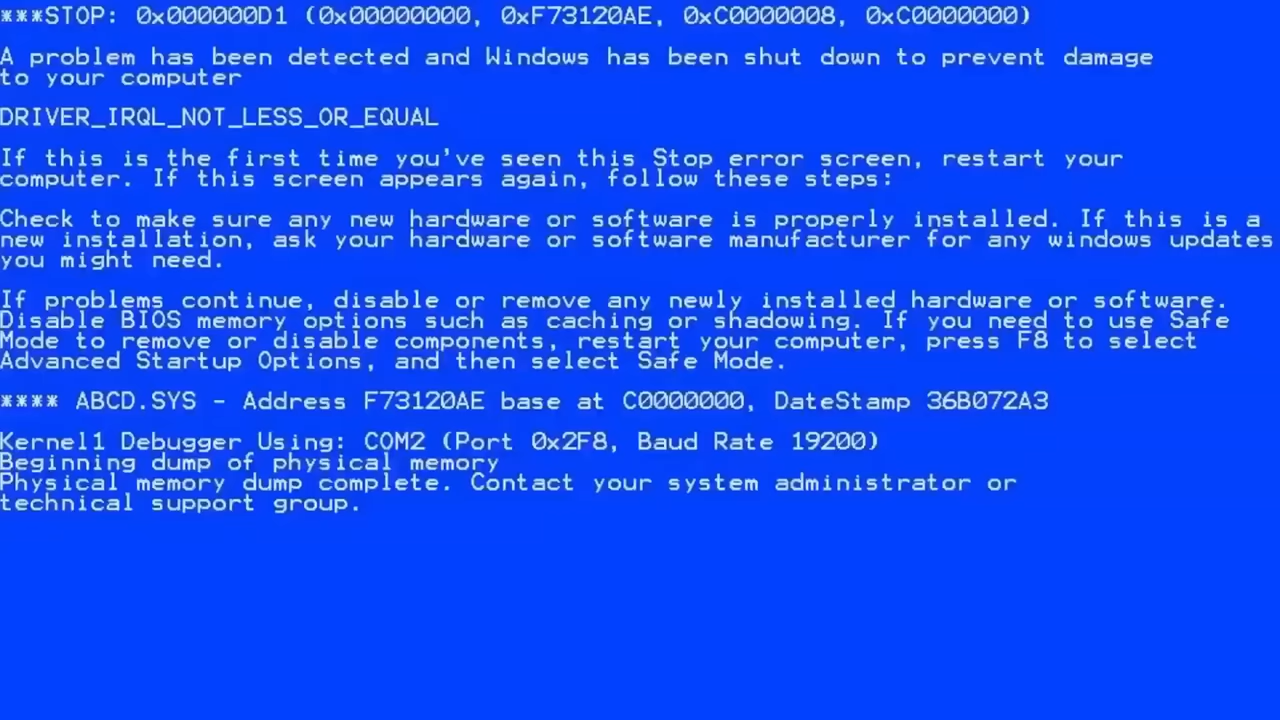 ***STOP: 0x000000D1 (0x00000000, 0xF73120AE, 0xC0000008, 0xC0000000)
A problem has been detected and Windows has been shut down to prevent damage
to your computer
DRIVER_IRQL_NOT_LESS_OR_EQUAL
If this is the first time you've seen this Stop error screen, restart your
computer. If this screen appears again, follow these steps:
Check to make sure any new hardware or software is properly installed. If this is a
new installation, ask your hardware or software manufacturer for any windows updates
you might need.
If problems continue, disable or remove any newly installed hardware or software.
Disable BIOS memory options such as caching or shadowing. If you need to use Safe
Mode to remove or disable components, restart your computer, press F8 to select
Advanced Startup Options, and then select Safe Mode.
**** ABCD.SYS - Address F73120AE base at C0000000, DateStamp 36B072A3
Kernel1 Debugger Using: COM2 (Port 0x2F8, Baud Rate 19200)
Beginning dump of physical memory
Physical memory dump complete. Contact your system administrator or
technical support group.